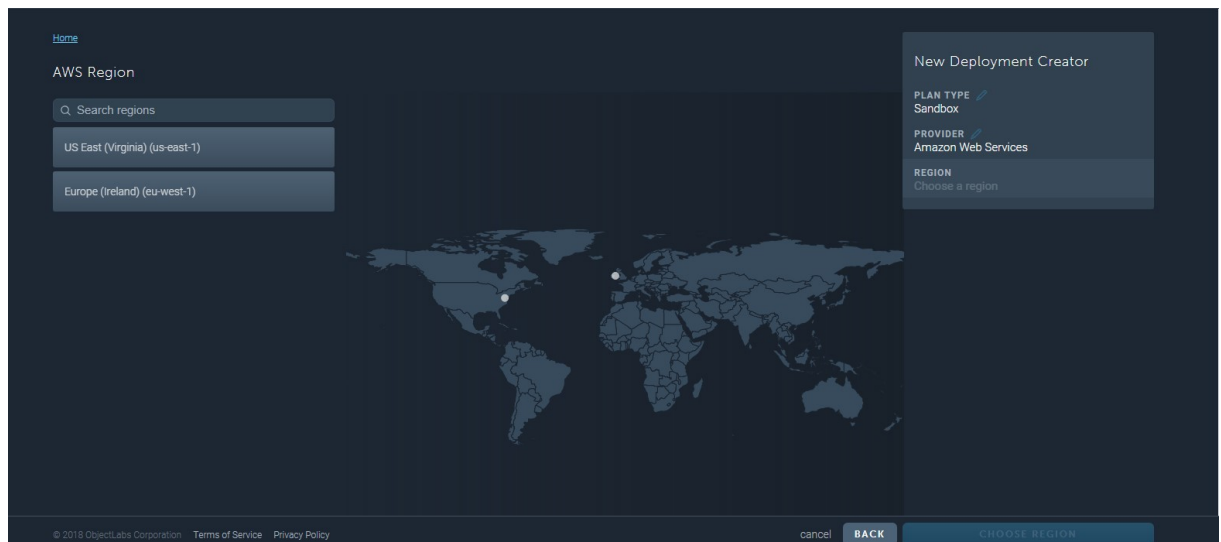 Home
AWS Region
Search regions
US East (Virginia) (us-east-1)
Europe (Ireland) (eu-west-1)
New Deployment Creator
PLAN TYPE
Sandbox
PROVIDER
Amazon Web Services
REGION
Choose a region
© 2018 ObjectLabs Corporation Terms of Service Privacy Policy
cancel BACK CHOOSE REGION